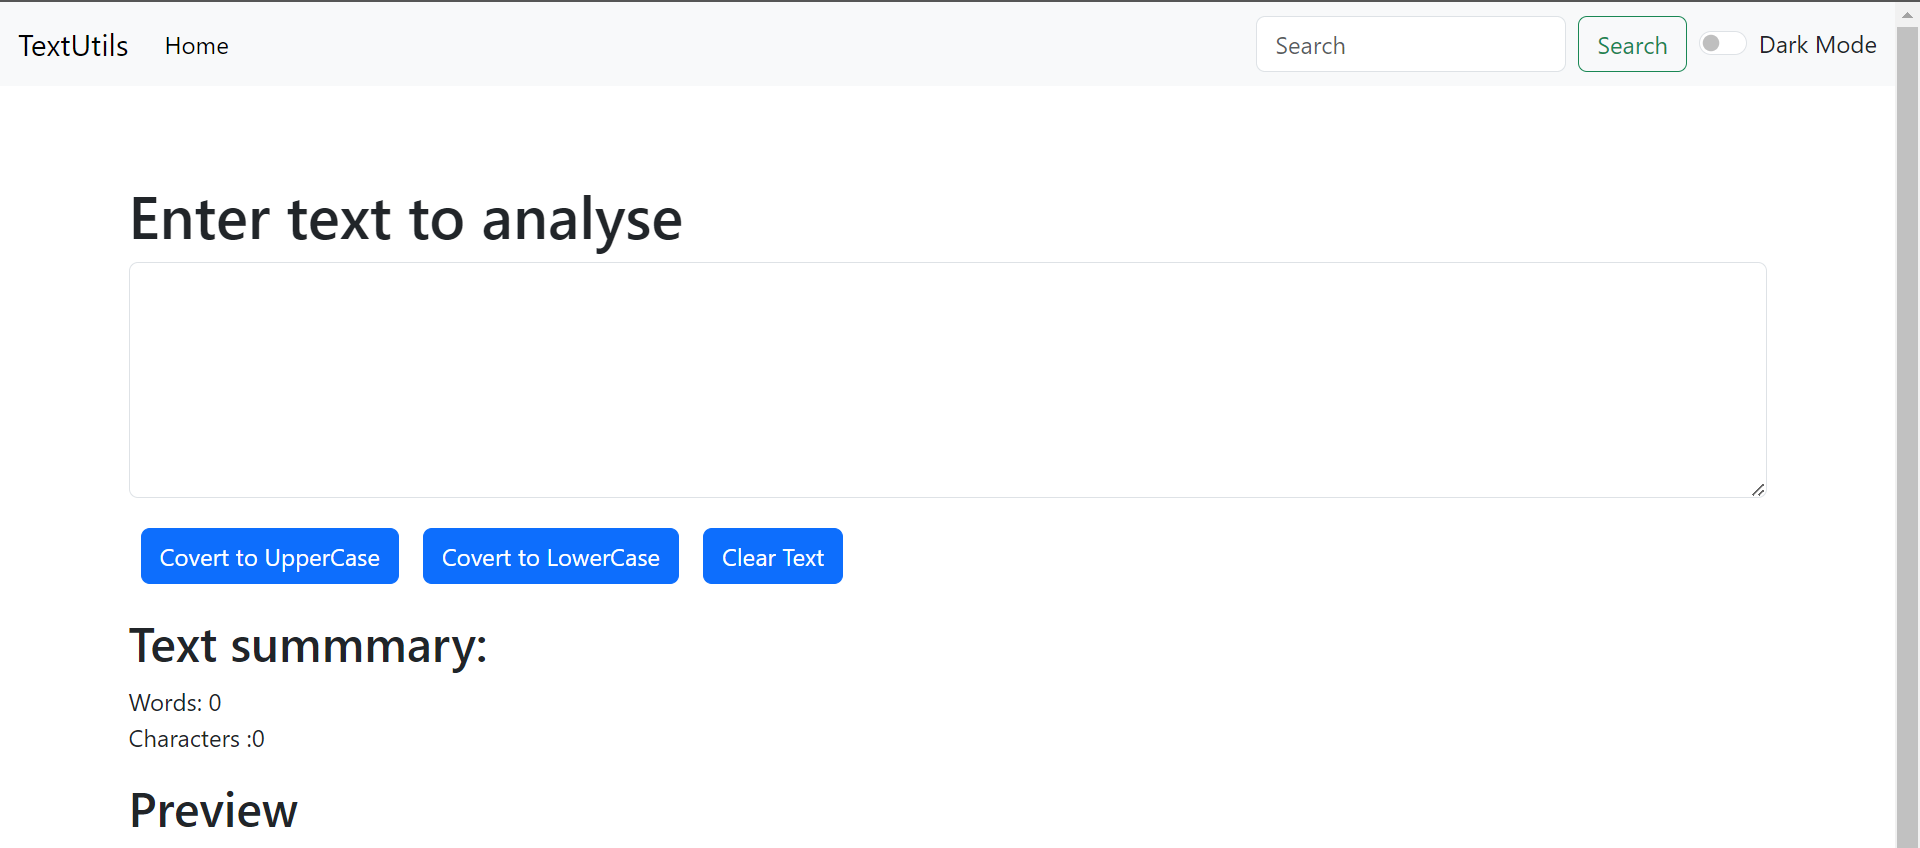 TextUtils Home Search Search Dark Mode
Enter text to analyse
Covert to UpperCase Covert to LowerCase Clear Text
Text summmary:
Words: 0
Characters :0
Preview